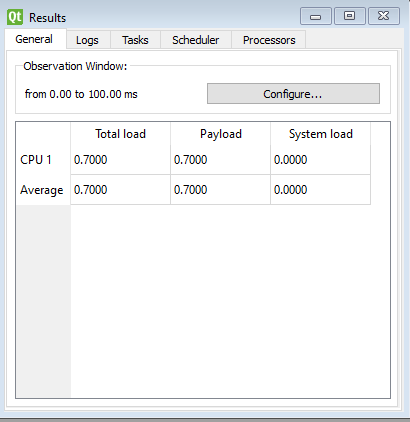 Qt Results
General Logs Tasks Scheduler Processors
Observation Window:
from 0.00 to 100.00 ms Configure...
Total load Payload System load
CPU 1 0.7000 0.7000 0.0000
Average 0.7000 0.7000 0.0000